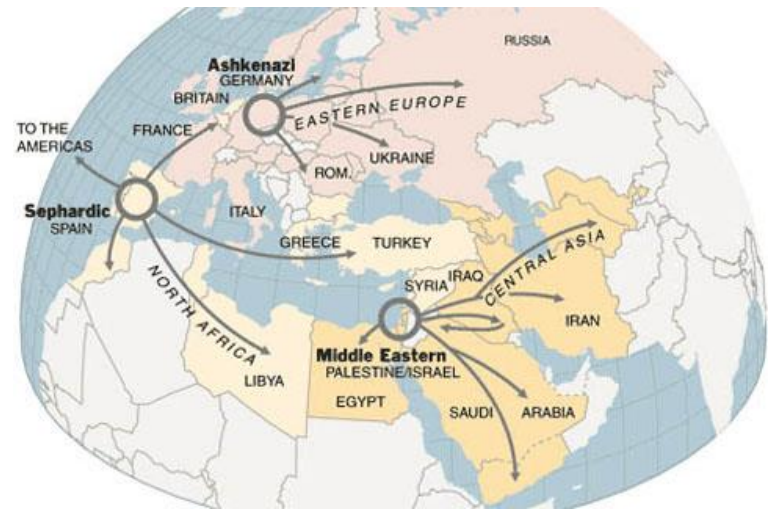 RUSSIA
Ashkenazi
GERMANY
BRITAIN
EASTERN EUROPE
TO THE
AMERICAS
FRANCE
UKRAINE
ROM.
Sephardic
SPAIN
ITALY
GREECE
TURKEY
SYRIA
IRAQ
CENTRAL ASIA
NORTH AFRICA
IRAN
Middle Eastern
PALESTINE/ISRAEL
LIBYA
EGYPT
SAUDI ARABIA